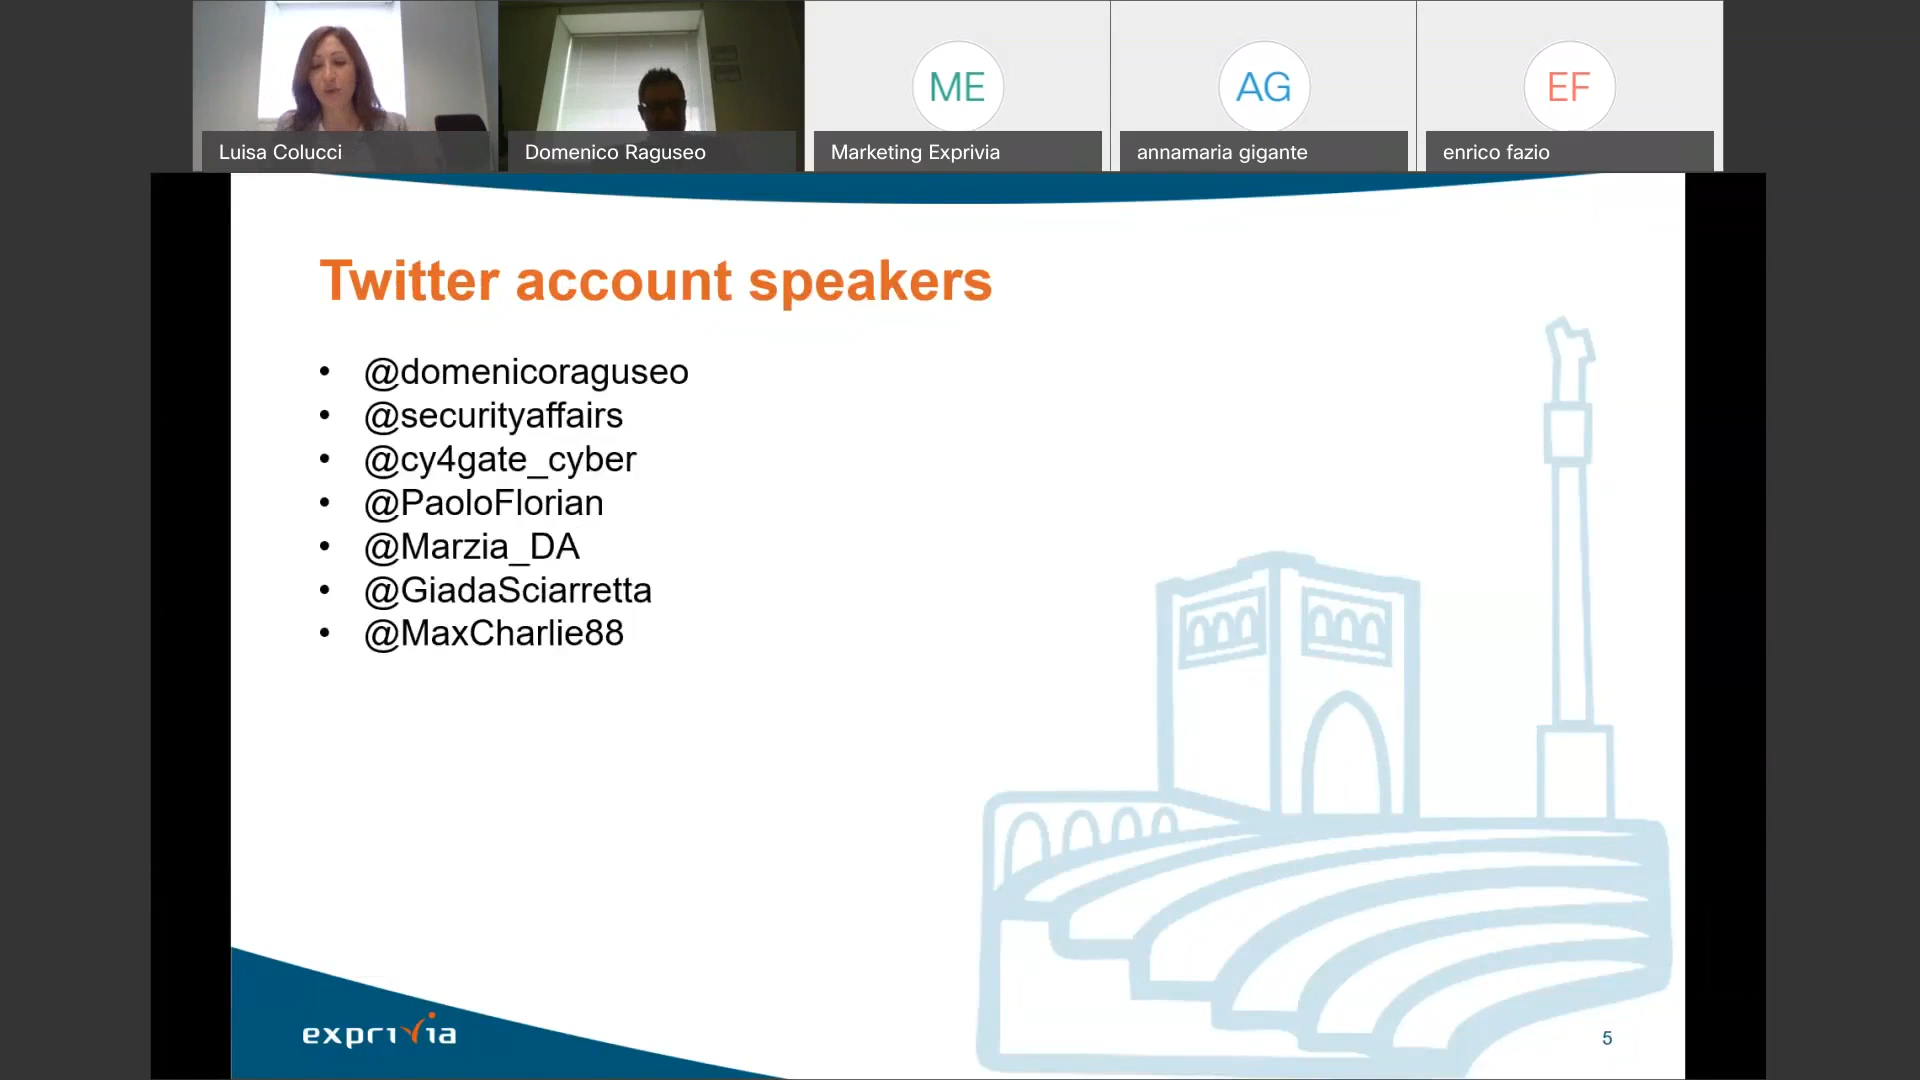 ME
AG
EF
Luisa Colucci
Domenico Raguseo
Marketing Exprivia
annamaria gigante
enrico fazio
Twitter account speakers
• @domenicoraguseo
• @securityaffairs
• @cy4gate_cyber
• @PaoloFlorian
• @Marzia_DA
• @GiadaSciarretta
• @MaxCharlie88
exprivia
5